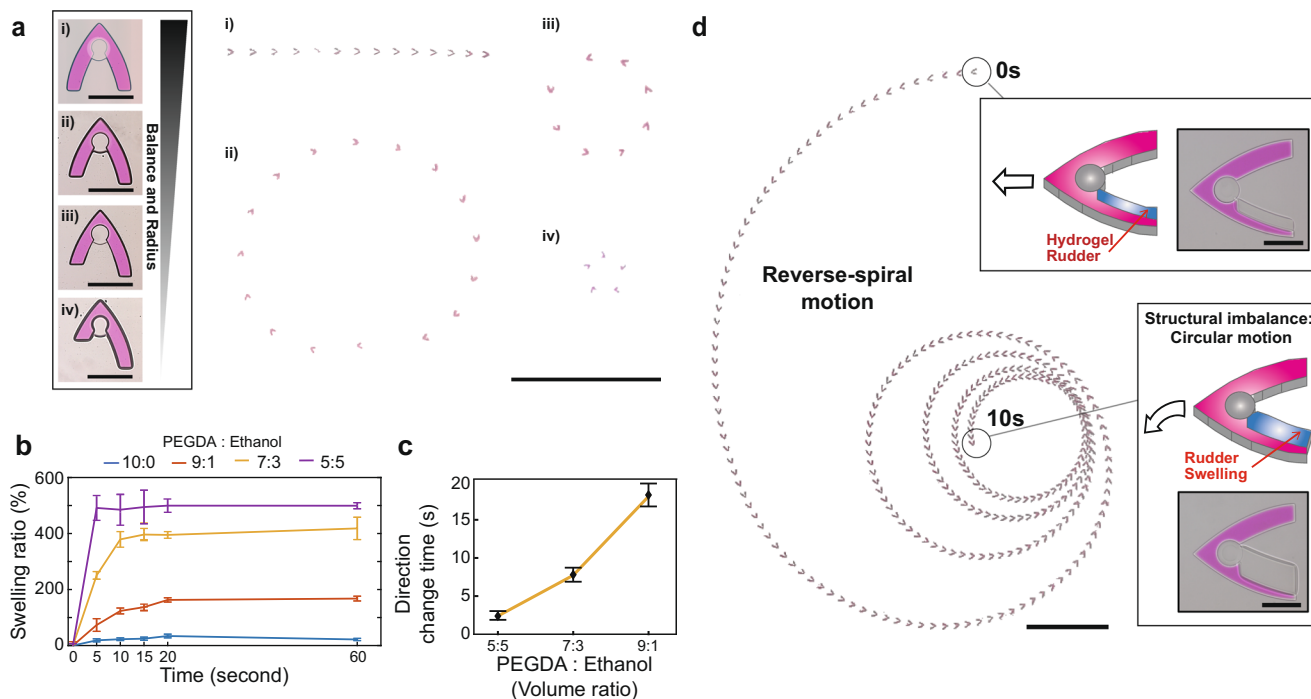 a
i)
ii)
iii)
iv)
Balance and Radius
i)
ii)
iii)
iv)
b
PEGDA : Ethanol
10:0 9:1 7:3 5:5
Swelling ratio (%)
600
400
200
0
0 5 10 15 20 60
Time (second)
c
Direction
change time (s)
20
15
10
5
0
5:5 7:3 9:1
PEGDA : Ethanol
(Volume ratio)
d
0s
Hydrogel
Rudder
Reverse-spiral
motion
10s
Structural imbalance:
Circular motion
Rudder
Swelling